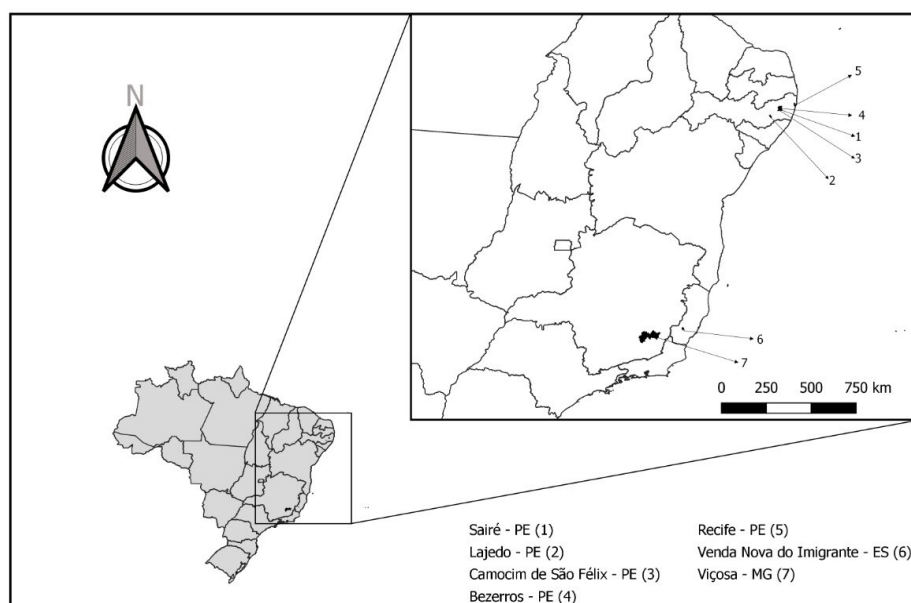 N
5
4
1
3
2
6
7
0 250 500 750 km
Sairé - PE (1)
Lajedo - PE (2)
Camocim de São Félix - PE (3)
Bezerros - PE (4)
Recife - PE (5)
Venda Nova do Imigrante - ES (6)
Viçosa - MG (7)